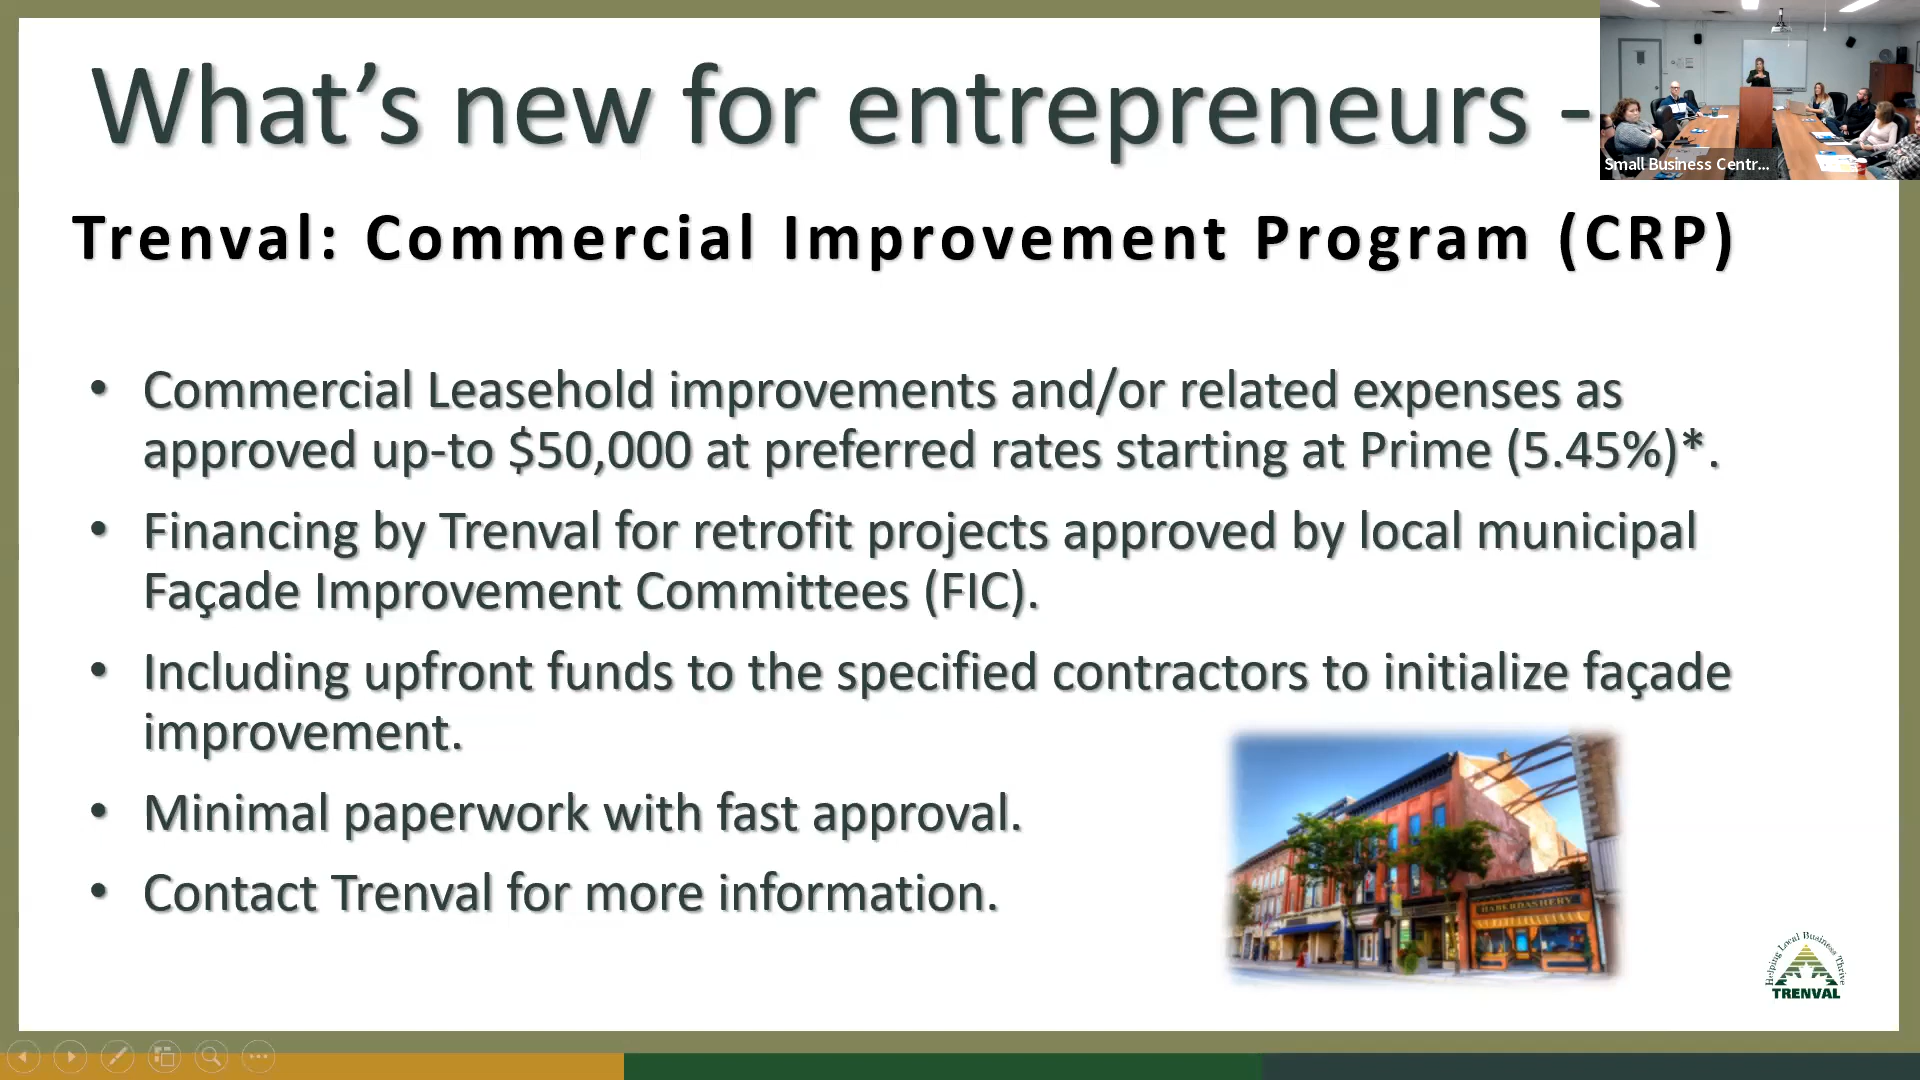 What's new for entrepreneurs -
Small Business Centr...
Trenval: Commercial Improvement Program (CRP)
• Commercial Leasehold improvements and/or related expenses as
approved up-to $50,000 at preferred rates starting at Prime (5.45%)*.
• Financing by Trenval for retrofit projects approved by local municipal
Façade Improvement Committees (FIC).
• Including upfront funds to the specified contractors to initialize façade
improvement.
• Minimal paperwork with fast approval.
• Contact Trenval for more information.
HABERDASHERY
Helping Local Business Thrive
TRENVAL